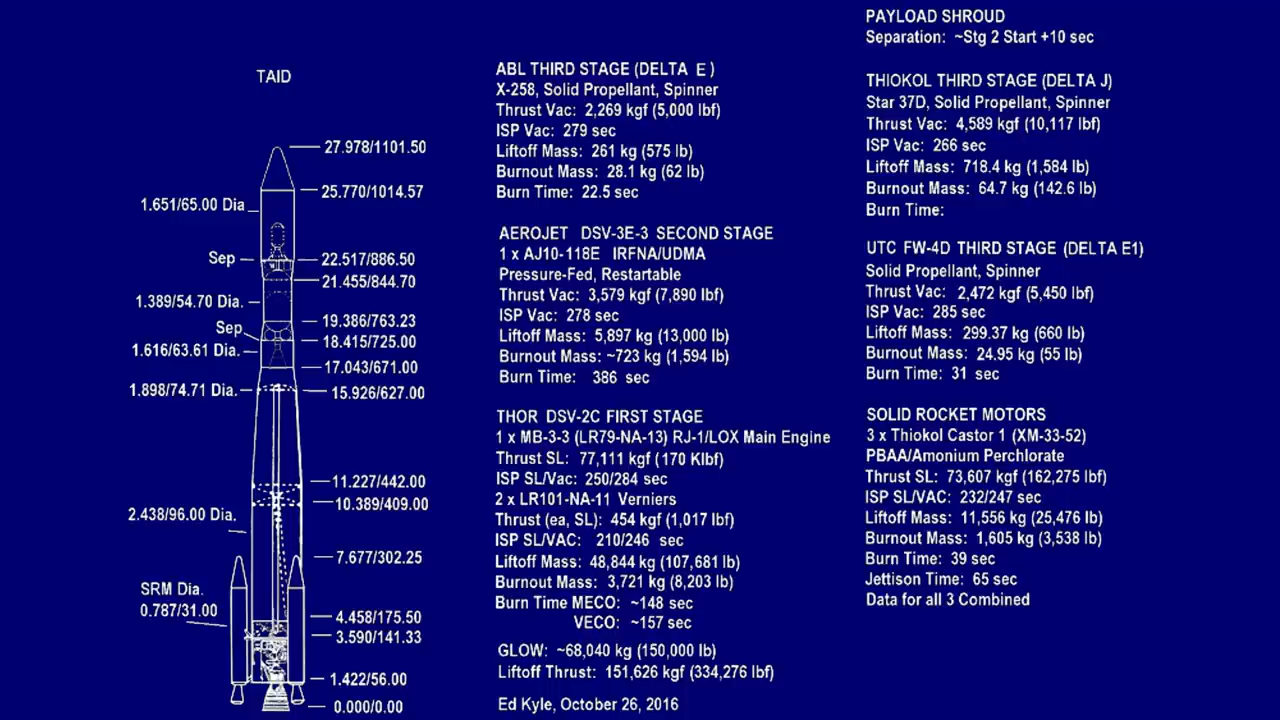 TAID
27.978/1101.50
25.770/1014.57
1.651/65.00 Dia
Sep
22.517/886.50
21.455/844.70
1.389/54.70 Dia.
19.386/763.23
Sep
18.415/725.00
1.616/63.61 Dia.
17.043/671.00
1.898/74.71 Dia.
15.926/627.00
11.227/442.00
10.389/409.00
2.438/96.00 Dia.
7.677/302.25
SRM Dia.
0.787/31.00
4.458/175.50
3.590/141.33
1.422/56.00
0.000/0.00
ABL THIRD STAGE (DELTA E )
X-258, Solid Propellant, Spinner
Thrust Vac: 2,269 kgf (5,000 lbf)
ISP Vac: 279 sec
Liftoff Mass: 261 kg (575 lb)
Burnout Mass: 28.1 kg (62 lb)
Burn Time: 22.5 sec
AEROJET DSV-3E-3 SECOND STAGE
1 x AJ10-118E IRFNA/UDMA
Pressure-Fed, Restartable
Thrust Vac: 3,579 kgf (7,890 lbf)
ISP Vac: 278 sec
Liftoff Mass: 5,897 kg (13,000 lb)
Burnout Mass: ~723 kg (1,594 lb)
Burn Time: 386 sec
THOR DSV-2C FIRST STAGE
1 x MB-3-3 (LR79-NA-13) RJ-1/LOX Main Engine
Thrust SL: 77,111 kgf (170 Klbf)
ISP SL/Vac: 250/284 sec
2 x LR101-NA-11 Verniers
Thrust (ea, SL): 454 kgf (1,017 lbf)
ISP SL/VAC: 210/246 sec
Liftoff Mass: 48,844 kg (107,681 lb)
Burnout Mass: 3,721 kg (8,203 lb)
Burn Time MECO: ~148 sec
VECO: ~157 sec
GLOW: ~68,040 kg (150,000 lb)
Liftoff Thrust: 151,626 kgf (334,276 lbf)
Ed Kyle, October 26, 2016
PAYLOAD SHROUD
Separation: ~Stg 2 Start +10 sec
THIOKOL THIRD STAGE (DELTA J)
Star 37D, Solid Propellant, Spinner
Thrust Vac: 4,589 kgf (10,117 lbf)
ISP Vac: 266 sec
Liftoff Mass: 718.4 kg (1,584 lb)
Burnout Mass: 64.7 kg (142.6 lb)
Burn Time:
UTC FW-4D THIRD STAGE (DELTA E1)
Solid Propellant, Spinner
Thrust Vac: 2,472 kgf (5,450 lbf)
ISP Vac: 285 sec
Liftoff Mass: 299.37 kg (660 lb)
Burnout Mass: 24.95 kg (55 lb)
Burn Time: 31 sec
SOLID ROCKET MOTORS
3 x Thiokol Castor 1 (XM-33-52)
PBAA/Amonium Perchlorate
Thrust SL: 73,607 kgf (162,275 lbf)
ISP SL/VAC: 232/247 sec
Liftoff Mass: 11,556 kg (25,476 lb)
Burnout Mass: 1,605 kg (3,538 lb)
Burn Time: 39 sec
Jettison Time: 65 sec
Data for all 3 Combined